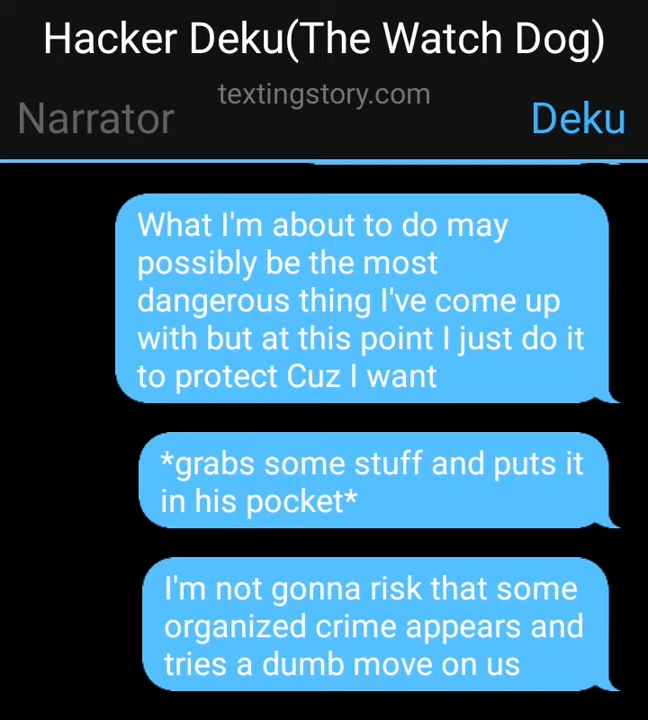 Hacker Deku(The Watch Dog)
textingstory.com
Narrator
Deku
What I'm about to do may
possibly be the most
dangerous thing I've come up
with but at this point I just do it
to protect Cuz I want
*grabs some stuff and puts it
in his pocket*
I'm not gonna risk that some
organized crime appears and
tries a dumb move on us